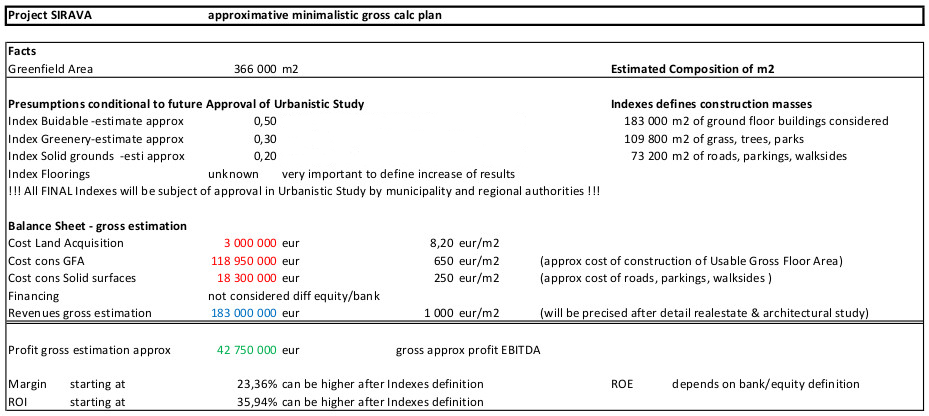 Project SIRAVA approximative minimalistic gross calc plan
Facts
Greenfield Area 366 000 m2 Estimated Composition of m2
Presumptions conditional to future Approval of Urbanistic Study Indexes defines construction masses
Index Buidable -estimate approx 0,50 183 000 m2 of ground floor buildings considered
Index Greenery-estimate approx 0,30 109 800 m2 of grass, trees, parks
Index Solid grounds -esti approx 0,20 73 200 m2 of roads, parkings, walksides
Index Floorings unknown very important to define increase of results
!!! All FINAL Indexes will be subject of approval in Urbanistic Study by municipality and regional authorities !!!
Balance Sheet - gross estimation
Cost Land Acquisition 3 000 000 eur 8,20 eur/m2
Cost cons GFA 118 950 000 eur 650 eur/m2 (approx cost of construction of Usable Gross Floor Area)
Cost cons Solid surfaces 18 300 000 eur 250 eur/m2 (approx cost of roads, parkings, walksides )
Financing not considered diff equity/bank
Revenues gross estimation 183 000 000 eur 1 000 eur/m2 (will be precised after detail realestate & architectural study)
Profit gross estimation approx 42 750 000 eur gross approx profit EBITDA
Margin starting at 23,36% can be higher after Indexes definition ROE depends on bank/equity definition
ROI starting at 35,94% can be higher after Indexes definition